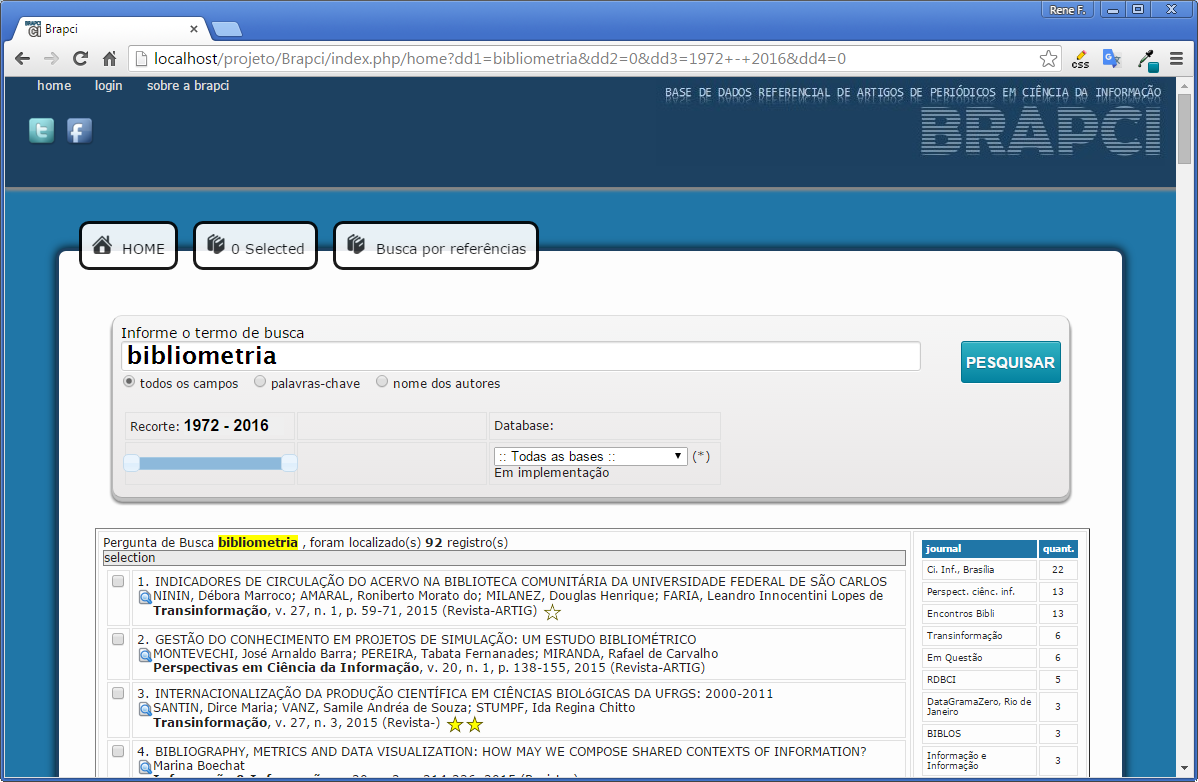 Rene F.
Brapci
localhost/projeto/Brapci/index.php/home?dd1=bibliometria&dd2=0&dd3=1972+-+2016&dd4=0
css
home login sobre a brapci
BASE DE DADOS REFERENCIAL DE ARTIGOS DE PERIÓDICOS EM CIÊNCIA DA INFORMAÇÃO
BRAPCI
HOME
0 Selected
Busca por referências
Informe o termo de busca
bibliometria
PESQUISAR
todos os campos palavras-chave nome dos autores
Recorte: 1972 - 2016
Database:
:: Todas as bases :: (*)
Em implementação
Pergunta de Busca bibliometria , foram localizado(s) 92 registro(s)
selection
1. INDICADORES DE CIRCULAÇÃO DO ACERVO NA BIBLIOTECA COMUNITÁRIA DA UNIVERSIDADE FEDERAL DE SÃO CARLOS
NININ, Débora Marroco; AMARAL, Roniberto Morato do; MILANEZ, Douglas Henrique; FARIA, Leandro Innocentini Lopes de
Transinformação, v. 27, n. 1, p. 59-71, 2015 (Revista-ARTIG)
2. GESTÃO DO CONHECIMENTO EM PROJETOS DE SIMULAÇÃO: UM ESTUDO BIBLIOMÉTRICO
MONTEVECHI, José Arnaldo Barra; PEREIRA, Tabata Fernanades; MIRANDA, Rafael de Carvalho
Perspectivas em Ciência da Informação, v. 20, n. 1, p. 138-155, 2015 (Revista-ARTIG)
3. INTERNACIONALIZAÇÃO DA PRODUÇÃO CIENTÍFICA EM CIÊNCIAS BIOLóGICAS DA UFRGS: 2000-2011
SANTIN, Dirce Maria; VANZ, Samile Andréa de Souza; STUMPF, Ida Regina Chitto
Transinformação, v. 27, n. 3, 2015 (Revista-)
4. BIBLIOGRAPHY, METRICS AND DATA VISUALIZATION: HOW MAY WE COMPOSE SHARED CONTEXTS OF INFORMATION?
Marina Boechat
journal quant.
Ci. Inf., Brasília 22
Perspect. ciênc. inf. 13
Encontros Bibli 13
Transinformação 6
Em Questão 6
RDBCI 5
DataGramaZero, Rio de
Janeiro 3
BIBLOS 3
Informação e
Informação 3